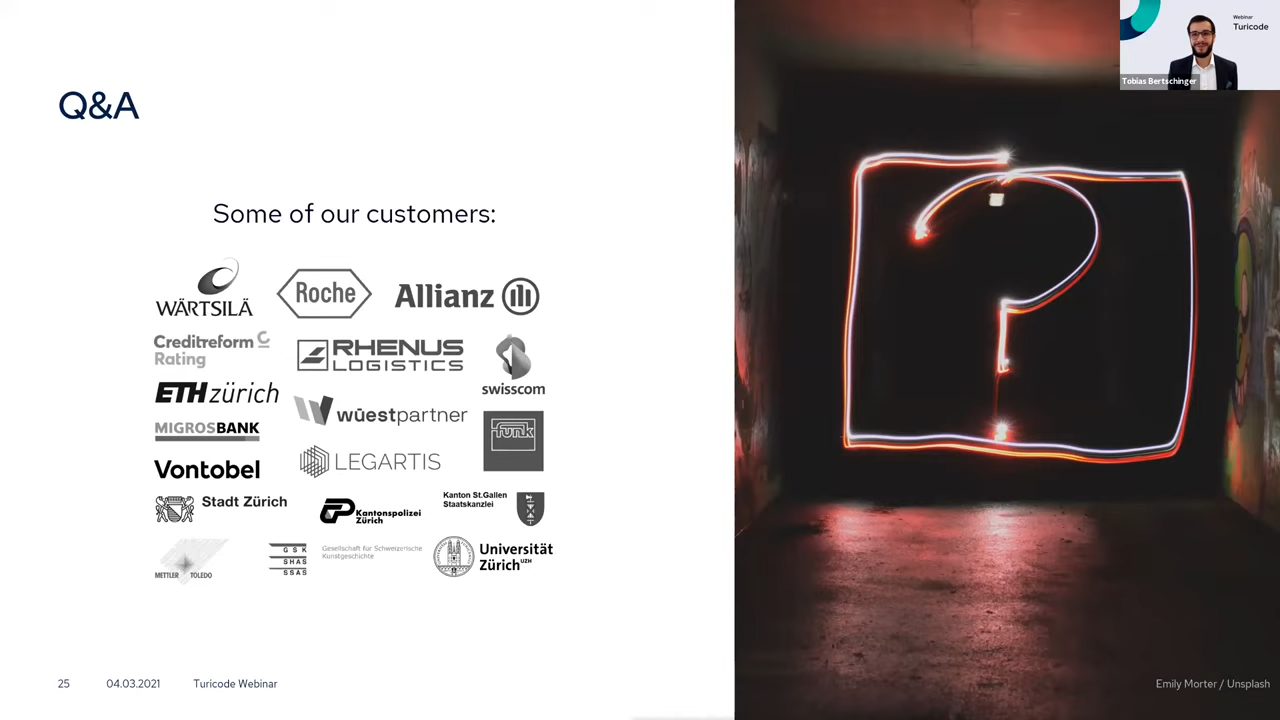 Q&A
Some of our customers:
WÄRTSILÄ
Roche
Allianz
Creditreform C
Rating
RHENUS
LOGISTICS
swisscom
ETH zürich
wüestpartner
funk
MIGROSBANK
LEGARTIS
Vontobel
Stadt Zürich
Kantonspolizei
Zürich
Kanton St.Gallen
Staatskanzlei
METTLER TOLEDO
GSK
SHAS
SSAS
Gesellschaft für Schweizerische
Kunstgeschichte
Universität
Zürich UZH
25 04.03.2021 Turicode Webinar
Webinar
Turicode
Tobias Bertschinger
?
Emily Morter / Unsplash